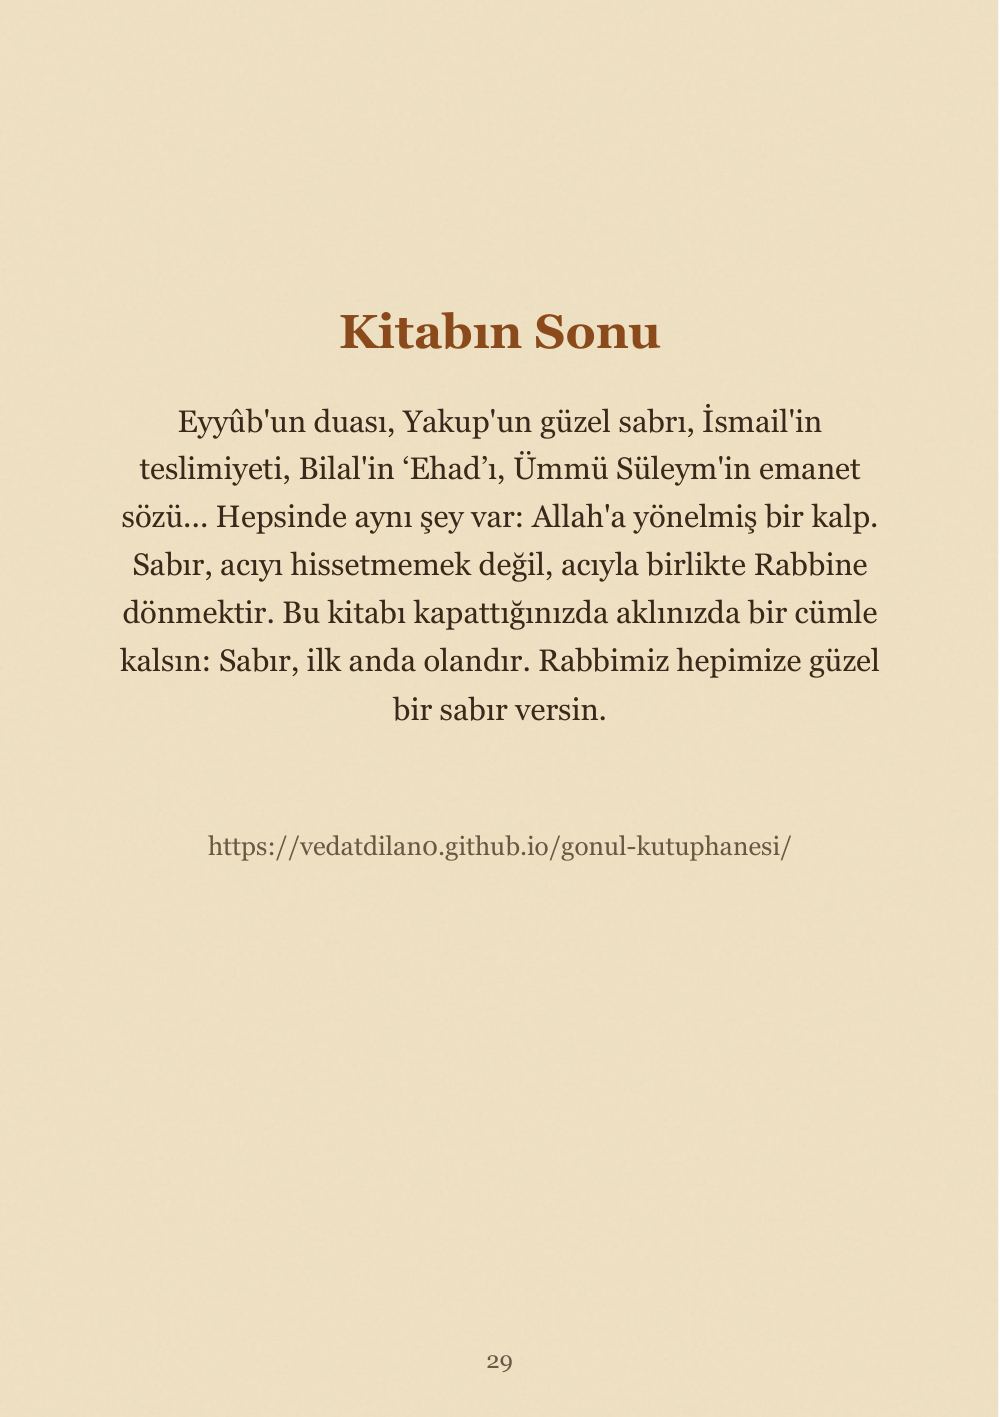 Kitabın Sonu
Eyyûb'un duası, Yakup'un güzel sabrı, İsmail'in
teslimiyeti, Bilal'in ‘Ehad’ı, Ümmü Süleym'in emanet
sözü... Hepsinde aynı şey var: Allah'a yönelmiş bir kalp.
Sabır, acıyı hissetmemek değil, acıyla birlikte Rabbine
dönmektir. Bu kitabı kapattığınızda aklınızda bir cümle
kalsın: Sabır, ilk anda olandır. Rabbimiz hepimize güzel
bir sabır versin.
https://vedatdilan0.github.io/gonul-kutuphanesi/
29